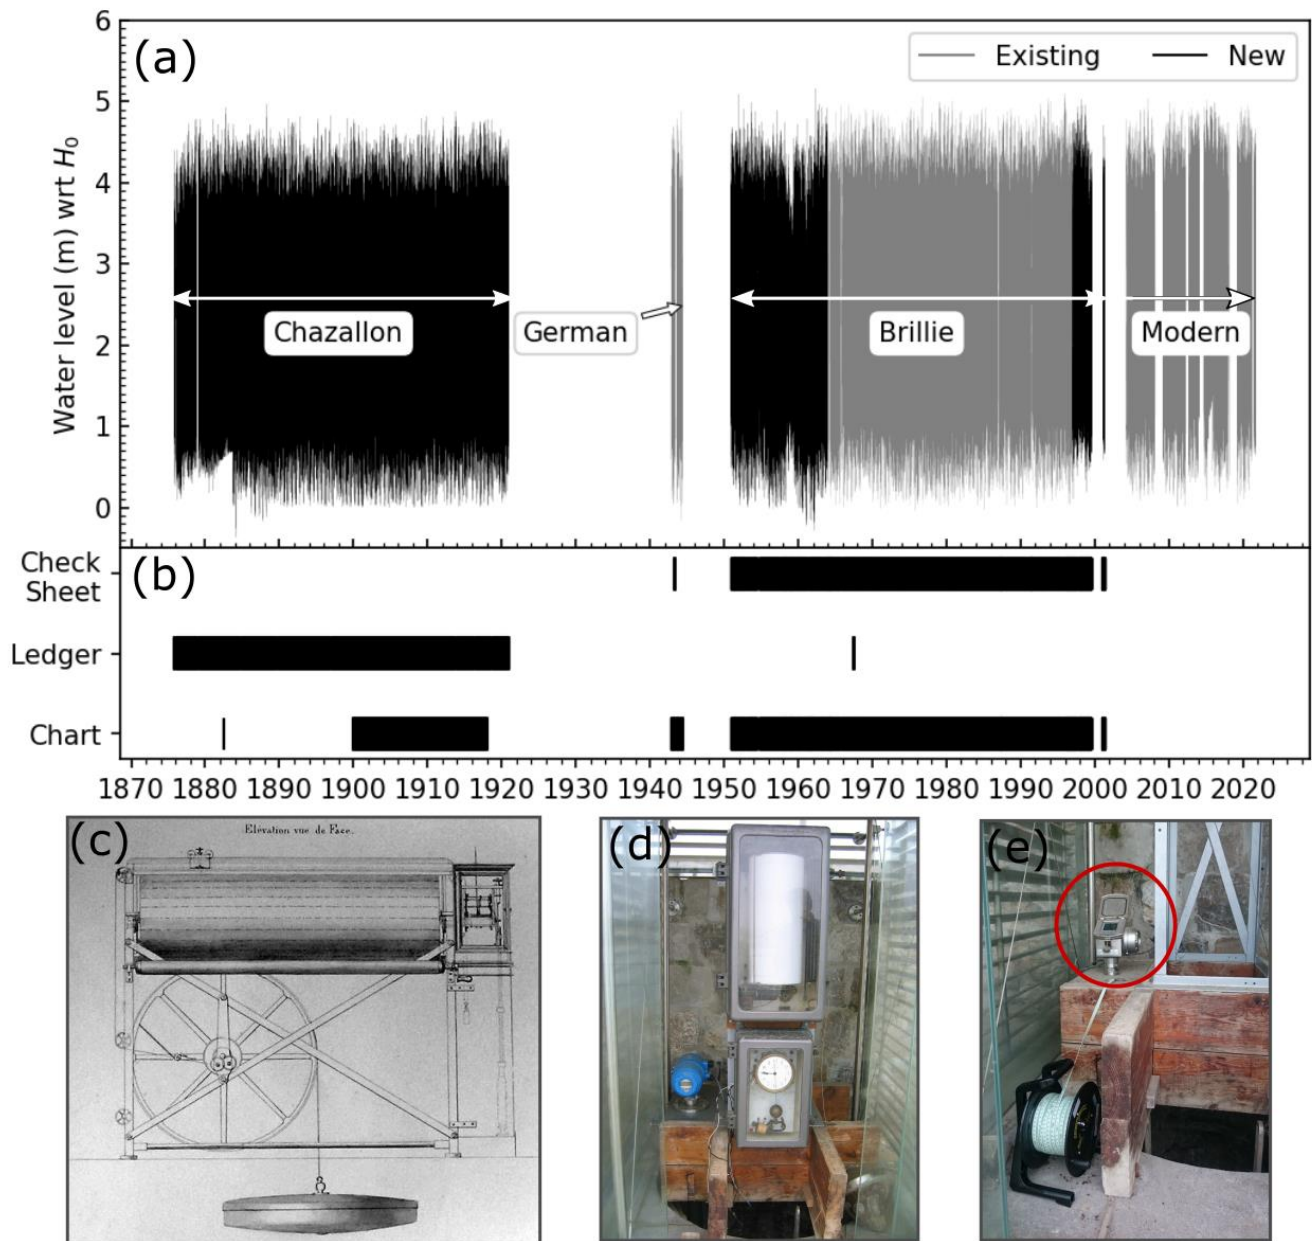 (a)
Existing
New
6
5
4
3
2
1
0
Water level (m) wrt H₀
Chazallon
German
Brillie
Modern
(b)
Check
Sheet
Ledger
Chart
1870 1880 1890 1900 1910 1920 1930 1940 1950 1960 1970 1980 1990 2000 2010 2020
(c)
Elévation vue de Face.
(d)
(e)